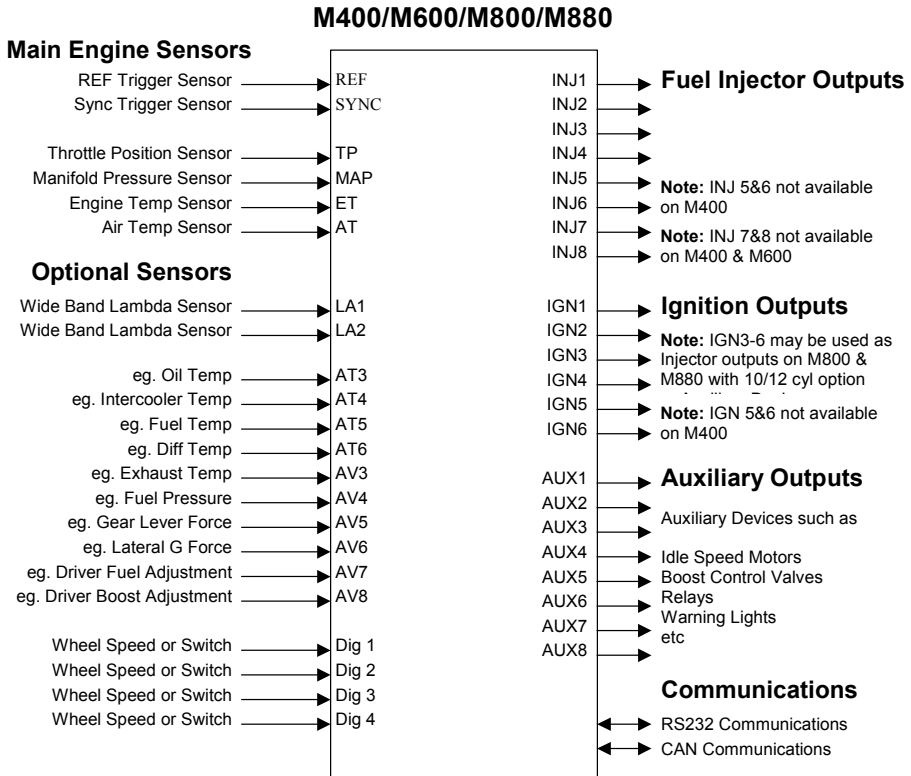 M400/M600/M800/M880
Main Engine Sensors
REF Trigger Sensor REF
Sync Trigger Sensor SYNC
Throttle Position Sensor TP
Manifold Pressure Sensor MAP
Engine Temp Sensor ET
Air Temp Sensor AT
Optional Sensors
Wide Band Lambda Sensor LA1
Wide Band Lambda Sensor LA2
eg. Oil Temp AT3
eg. Intercooler Temp AT4
eg. Fuel Temp AT5
eg. Diff Temp AT6
eg. Exhaust Temp AV3
eg. Fuel Pressure AV4
eg. Gear Lever Force AV5
eg. Lateral G Force AV6
eg. Driver Fuel Adjustment AV7
eg. Driver Boost Adjustment AV8
Wheel Speed or Switch Dig 1
Wheel Speed or Switch Dig 2
Wheel Speed or Switch Dig 3
Wheel Speed or Switch Dig 4
INJ1 Fuel Injector Outputs
INJ2
INJ3
INJ4
INJ5
INJ6
INJ7
INJ8
Note: INJ 5&6 not available
on M400
Note: INJ 7&8 not available
on M400 & M600
IGN1 Ignition Outputs
IGN2
IGN3
IGN4
IGN5
IGN6
Note: IGN3-6 may be used as
Injector outputs on M800 &
M880 with 10/12 cyl option
Note: IGN 5&6 not available
on M400
AUX1 Auxiliary Outputs
AUX2
AUX3
AUX4
AUX5
AUX6
AUX7
AUX8
Auxiliary Devices such as
Idle Speed Motors
Boost Control Valves
Relays
Warning Lights
etc
Communications
RS232 Communications
CAN Communications